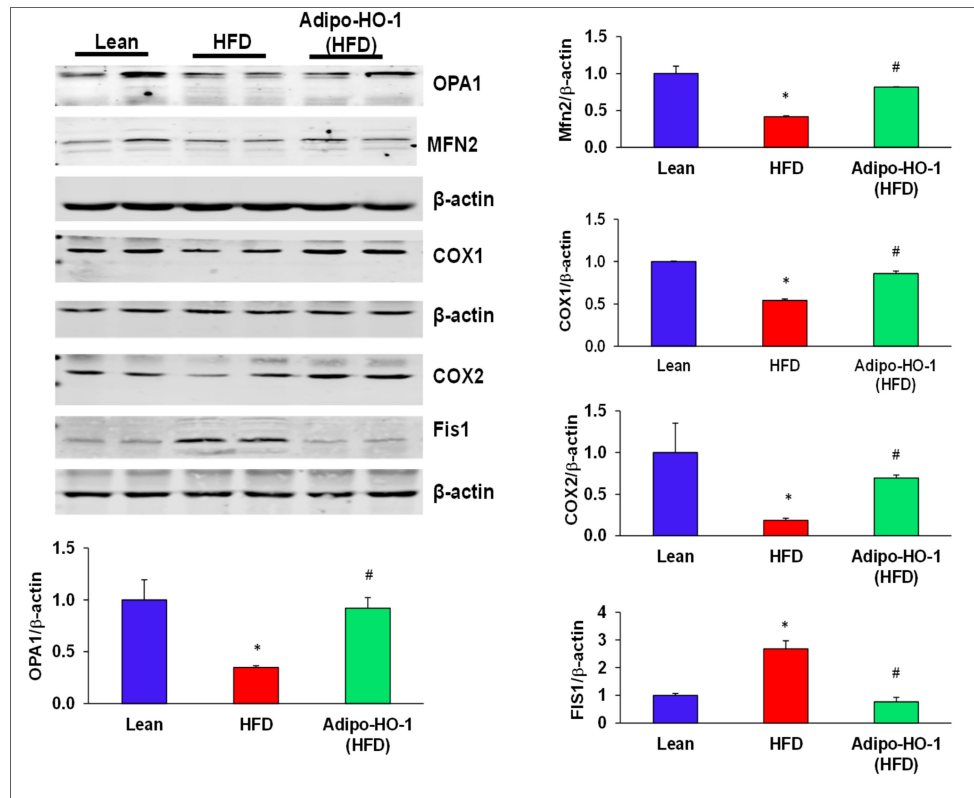 Lean
HFD
Adipo-HO-1
(HFD)
OPA1
MFN2
β-actin
COX1
β-actin
COX2
Fis1
β-actin
OPA1/β-actin
1.5
1.0
0.5
0.0
#
*
Lean
HFD
Adipo-HO-1
(HFD)
Mfn2/β-actin
1.5
1.0
0.5
0.0
*
#
Lean
HFD
Adipo-HO-1
(HFD)
COX1/β-actin
1.5
1.0
0.5
0.0
*
#
Lean
HFD
Adipo-HO-1
(HFD)
COX2/β-actin
1.5
1.0
0.5
0.0
*
#
Lean
HFD
Adipo-HO-1
(HFD)
FIS1/β-actin
4
3
2
1
0
*
#
Lean
HFD
Adipo-HO-1
(HFD)